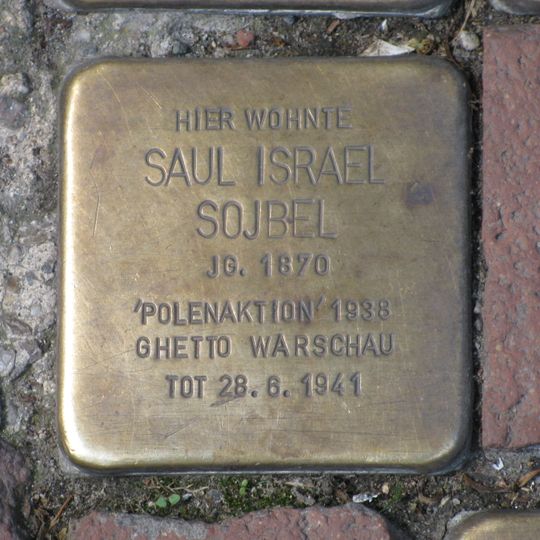 HIER WOHNTE
SAUL ISRAEL
SOJBEL
JG. 1870
'POLENAKTION' 1938
GHETTO WARSCHAU
TOT 28.6.1941